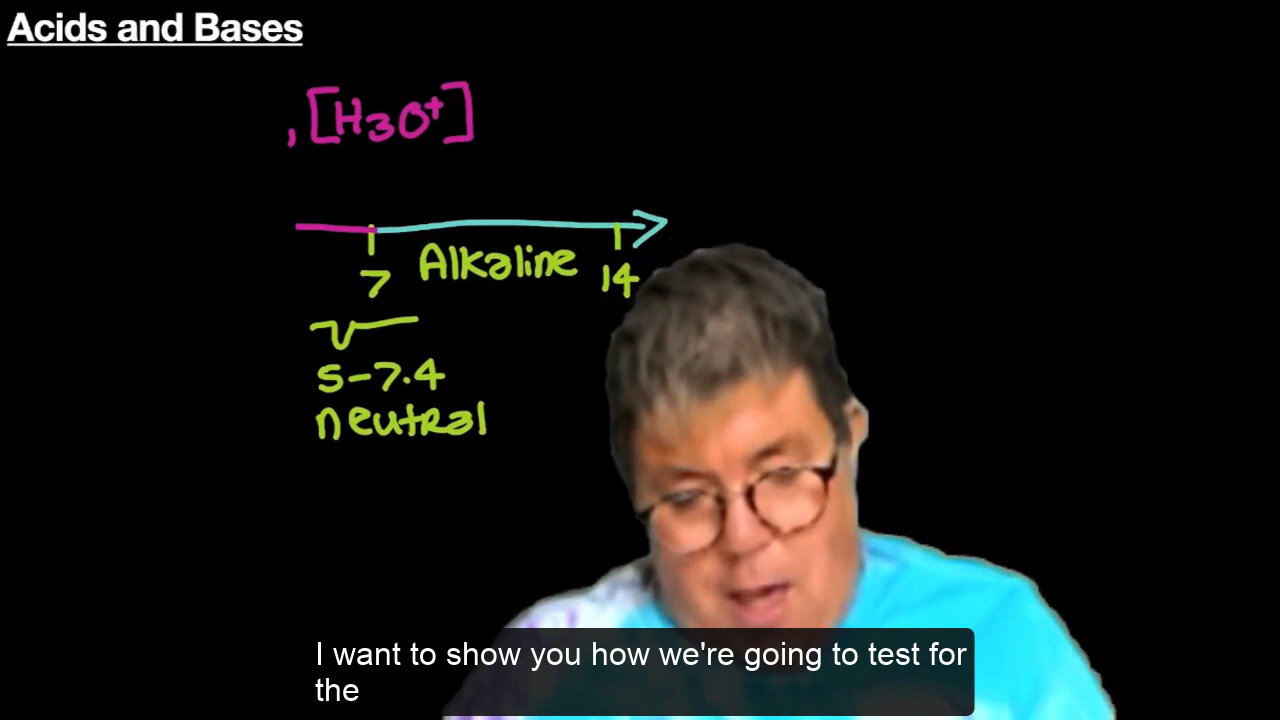 Acids and Bases
, [H3O+]
7 Alkaline 14
5-7.4
neutral
I want to show you how we're going to test for
the